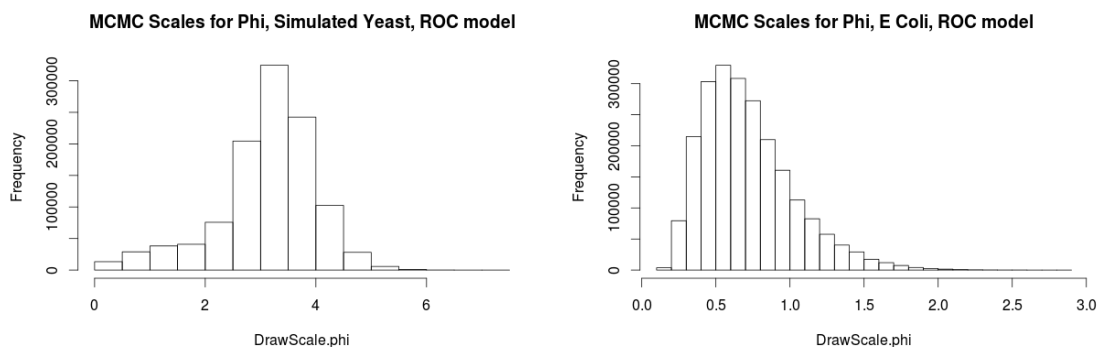 MCMC Scales for Phi, Simulated Yeast, ROC model
Frequency
300000
200000
100000
0
0 2 4 6
DrawScale.phi
MCMC Scales for Phi, E Coli, ROC model
Frequency
300000
200000
100000
0
0.0 0.5 1.0 1.5 2.0 2.5 3.0
DrawScale.phi